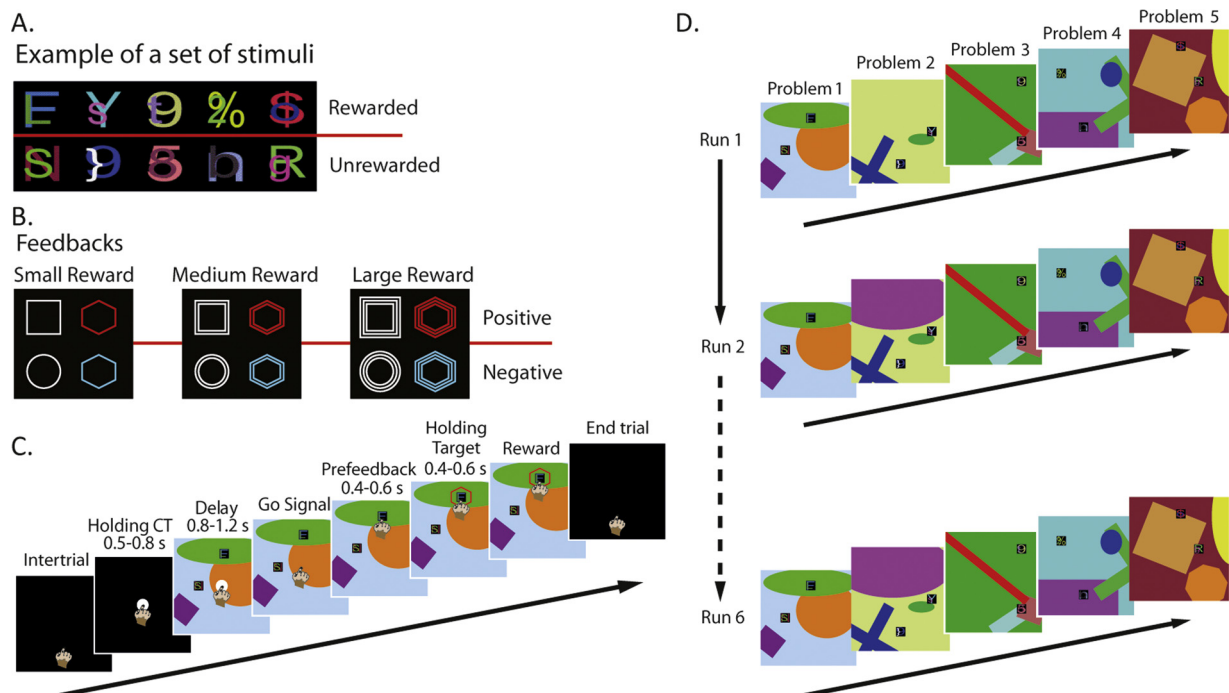 A.
Example of a set of stimuli
F Y s 9 t % $
Rewarded
S N } 9 5 h R g
Unrewarded
B.
Feedbacks
Small Reward
Medium Reward
Large Reward
Positive
Negative
C.
Intertrial
Holding CT
0.5-0.8 s
Delay
0.8-1.2 s
Go Signal
Prefeedback
0.4-0.6 s
Holding
Target
0.4-0.6 s
Reward
End trial
D.
Problem 1
Problem 2
Problem 3
Problem 4
Problem 5
Run 1
Run 2
Run 6